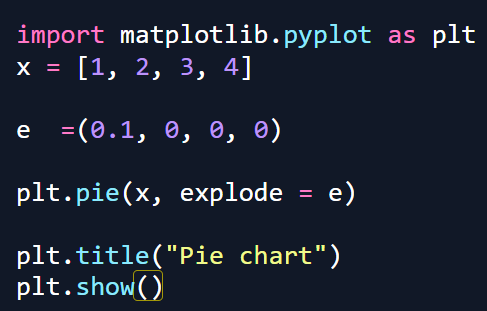 import matplotlib.pyplot as plt
x = [1, 2, 3, 4]
e  =(0.1, 0, 0, 0)
plt.pie(x, explode = e)
plt.title("Pie chart")
plt.show()